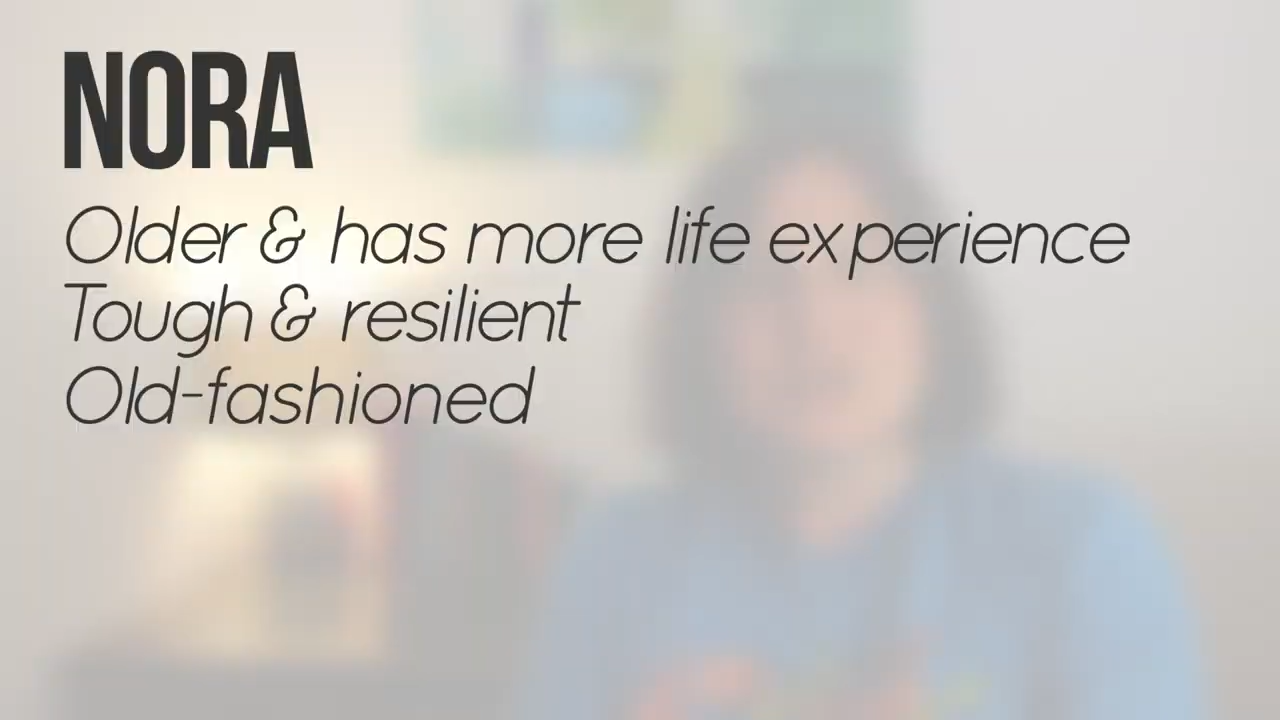 NORA
Older & has more life experience
Tough & resilient
Old-fashioned